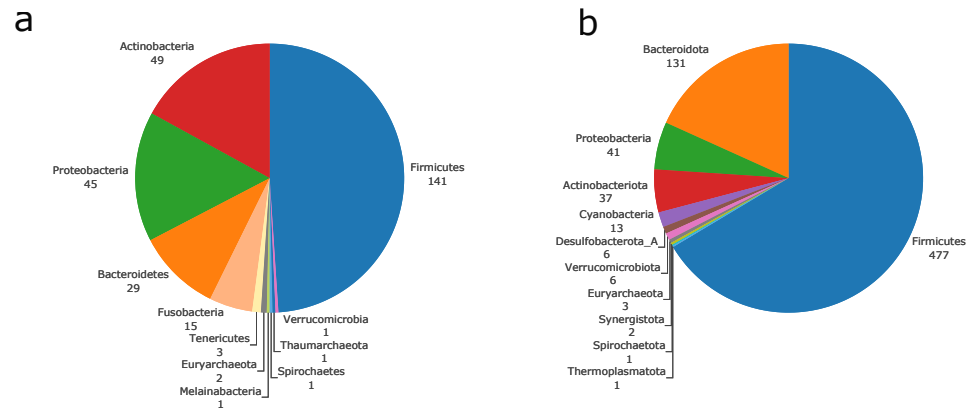 a
Actinobacteria
49
Proteobacteria
45
Firmicutes
141
Bacteroidetes
29
Fusobacteria
15
Tenericutes
3
Euryarchaeota
2
Melainabacteria
1
Verrucomicrobia
1
Thaumarchaeota
1
Spirochaetes
1
b
Bacteroidota
131
Proteobacteria
41
Actinobacteriota
37
Cyanobacteria
13
Desulfobacterota_A
6
Verrucomicrobiota
6
Euryarchaeota
3
Synergistota
2
Spirochaetota
1
Thermoplasmatota
1
Firmicutes
477